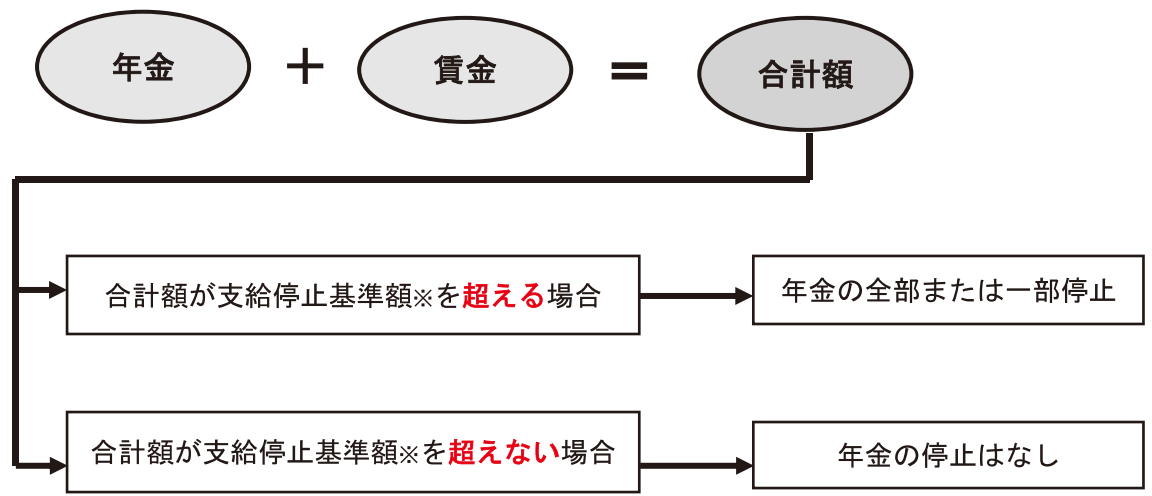 年金 + 賃金 = 合計額
合計額が支給停止基準額※を超える場合
年金の全部または一部停止
合計額が支給停止基準額※を超えない場合
年金の停止はなし